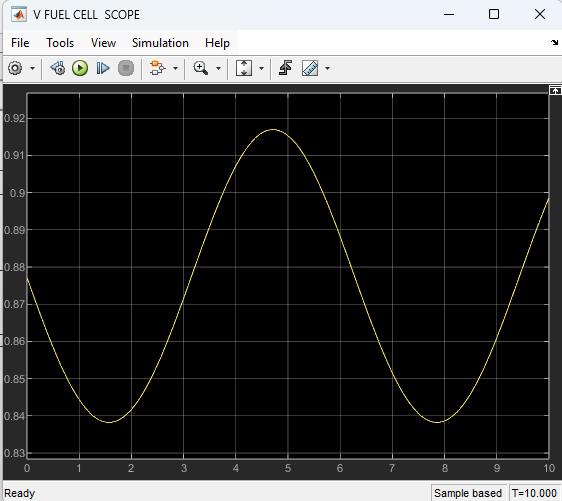 V FUEL CELL  SCOPE
File Tools View Simulation Help
0.92
0.91
0.9
0.89
0.88
0.87
0.86
0.85
0.84
0.83
0 1 2 3 4 5 6 7 8 9 10
Ready Sample based T=10.000